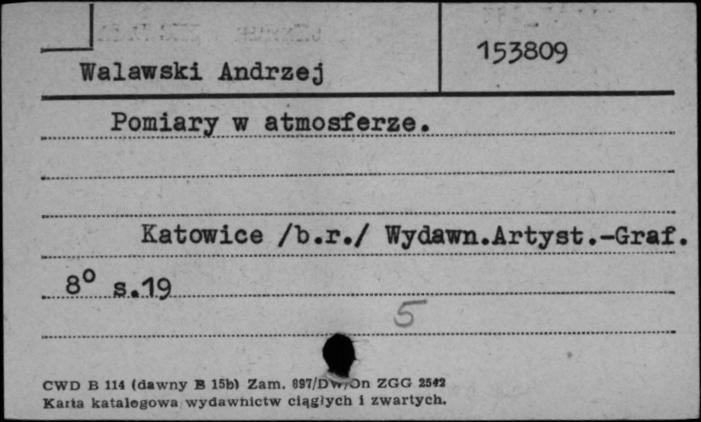 153809
Walawski Andrzej
Pomiary w atmosferze.
Katowice /b.r./ Wydawn.Artyst.-Graf.
8° s.19
5
CWD B 114 (dawny B 15b) Zam. 897/DW/On ZGG 2542
Karta katalogowa wydawnictw ciągłych i zwartych.